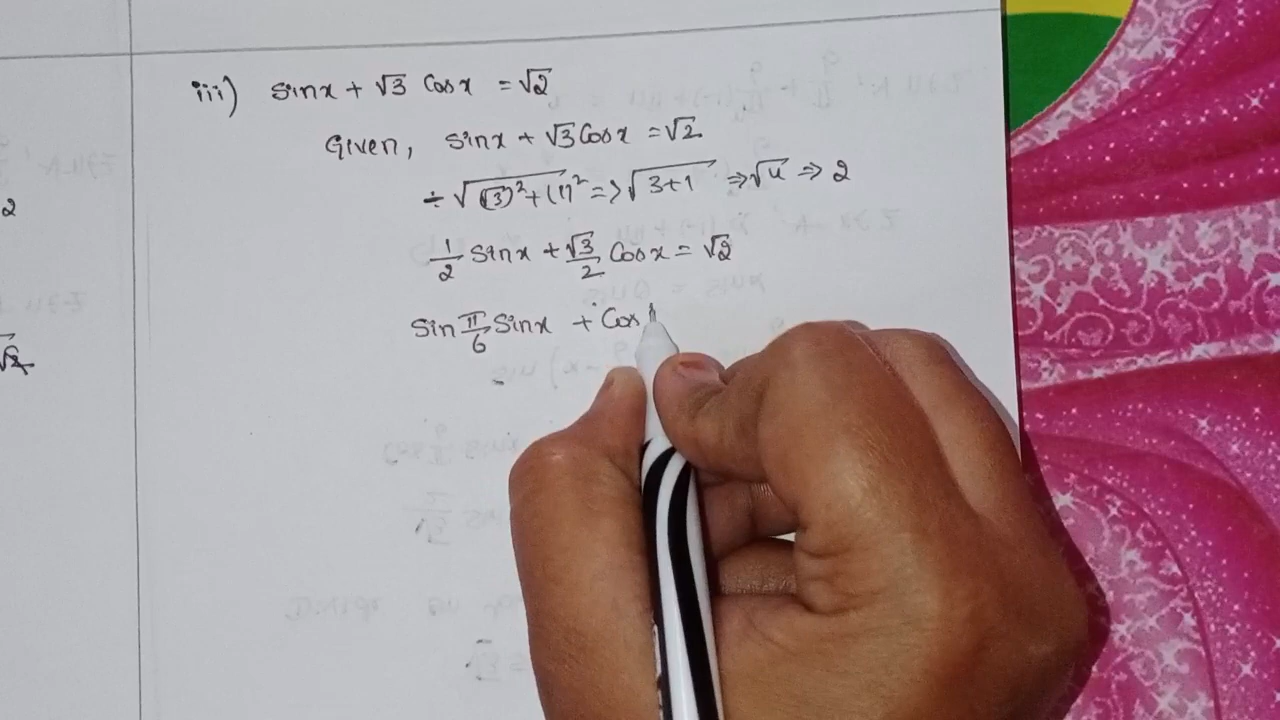 iii) Sinx + √3 Cosx = √2
Given, Sinx + √3 Cosx = √2
÷ √(√3)²+(1)² => √3+1 ⇒ √4 ⇒ 2
1/2 Sinx + √3/2 Cosx = √2
Sin π/6 Sinx + Cos
2